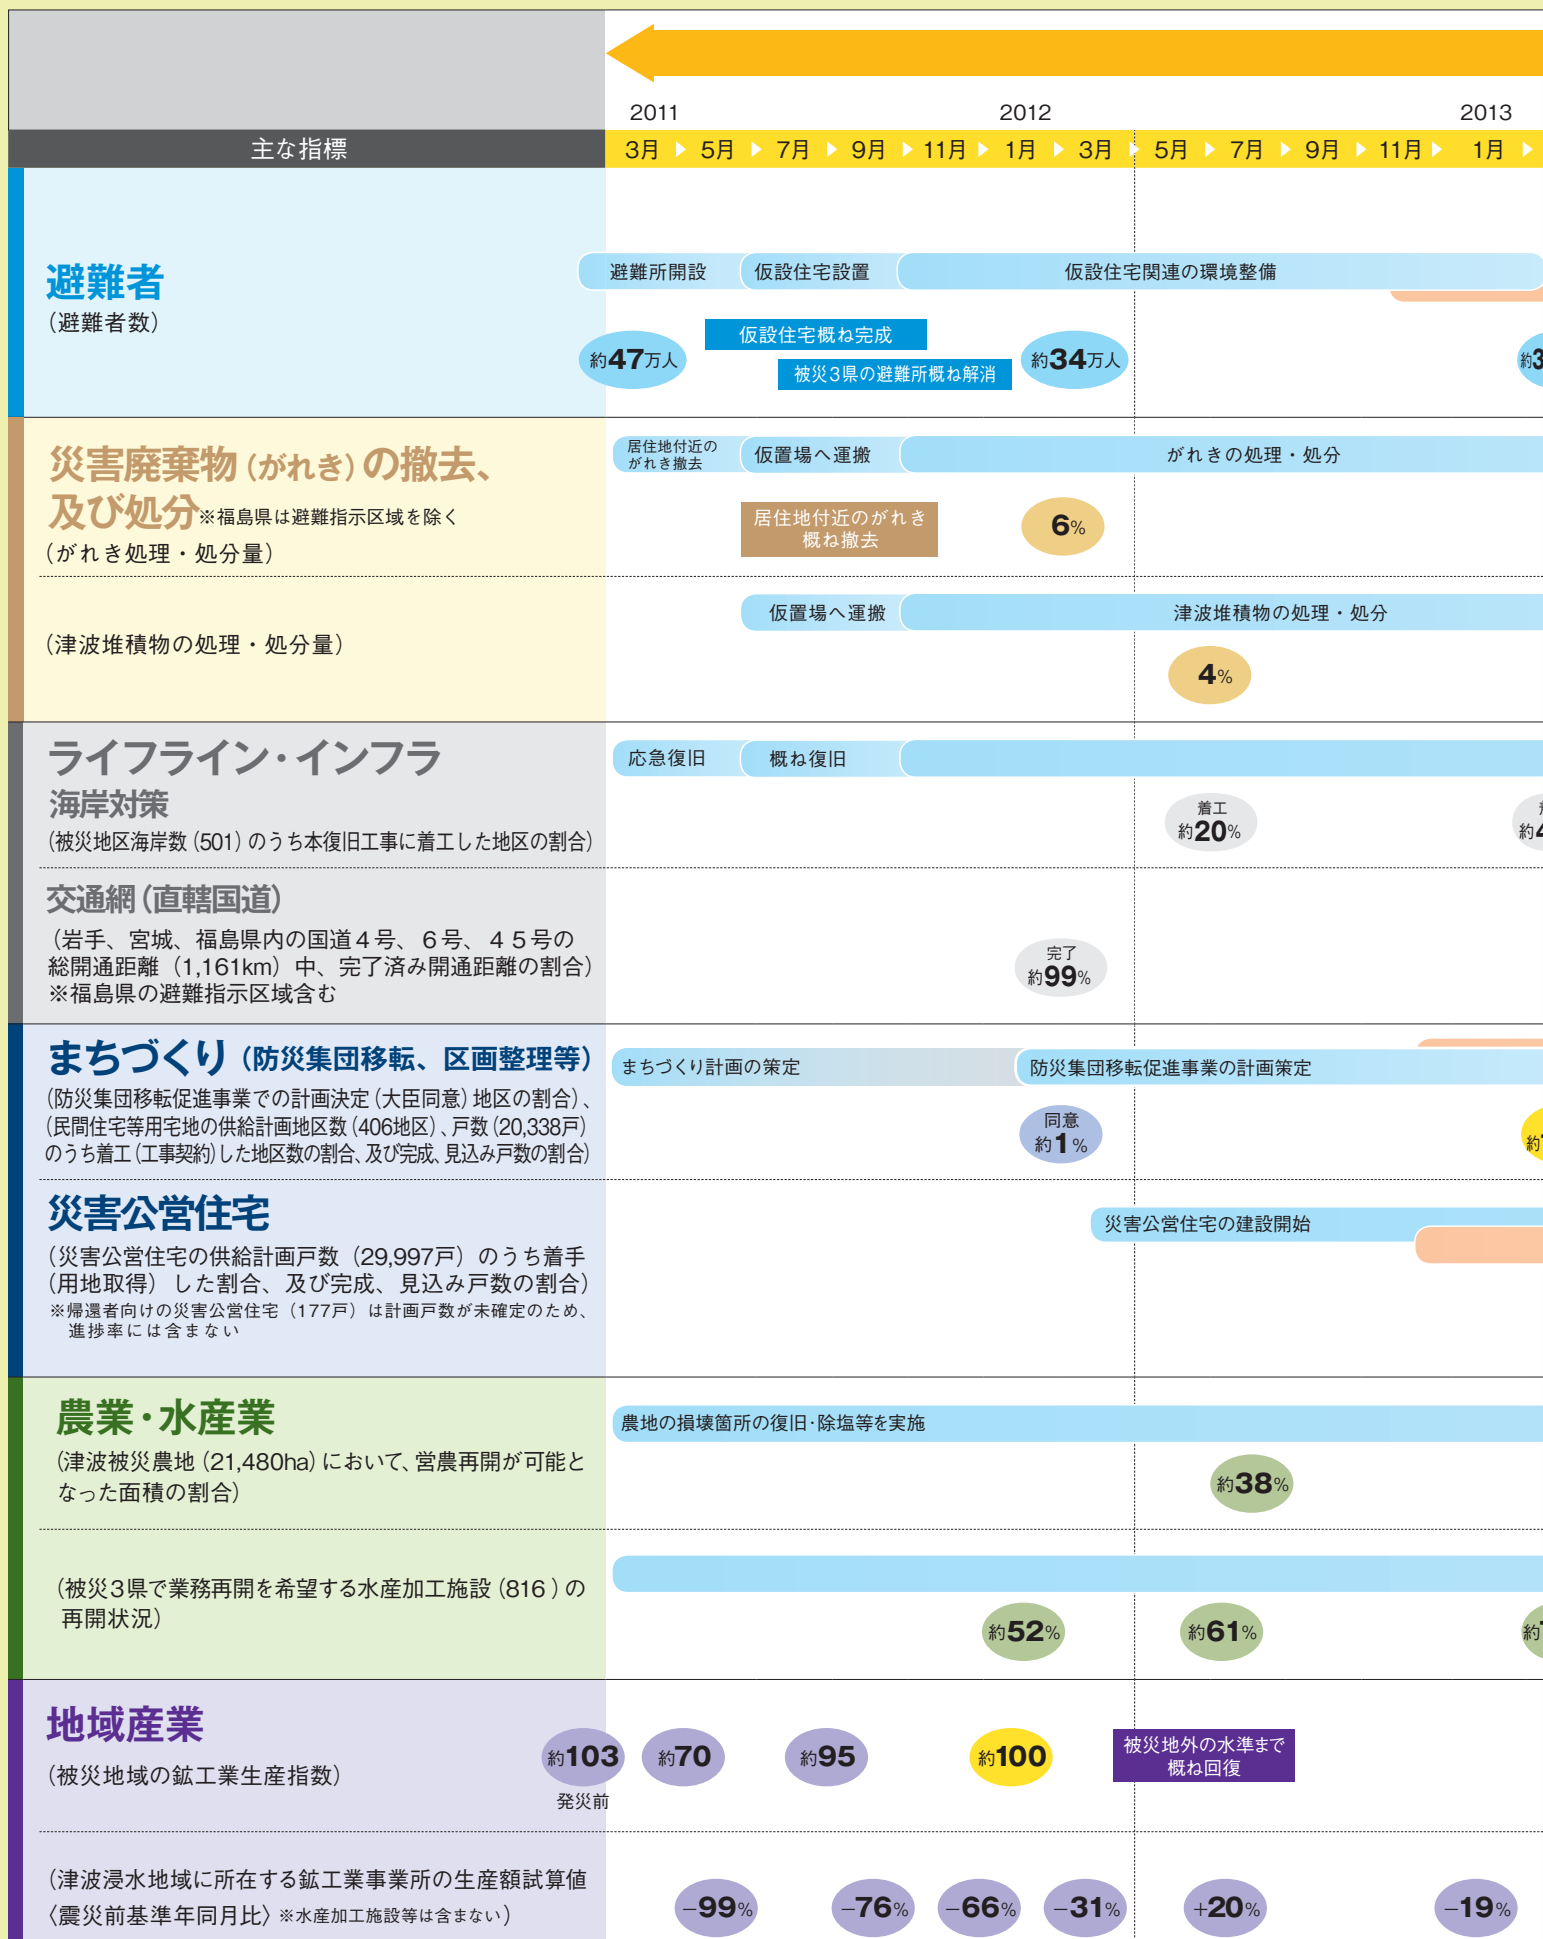 2011
2012
2013
主な指標
3月
5月
7月
9月
11月
1月
3月
5月
7月
9月
11月
1月
避難者
（避難者数）
避難所開設
仮設住宅設置
仮設住宅関連の環境整備
仮設住宅概ね完成
被災3県の避難所概ね解消
約47万人
約34万人
災害廃棄物（がれき）の撤去、
及び処分※福島県は避難指示区域を除く
（がれき処理・処分量）
居住地付近の
がれき撤去
仮置場へ運搬
がれきの処理・処分
居住地付近のがれき
概ね撤去
6%
（津波堆積物の処理・処分量）
仮置場へ運搬
津波堆積物の処理・処分
4%
ライフライン・インフラ
海岸対策
（被災地区海岸数（501）のうち本復旧工事に着工した地区の割合）
応急復旧
概ね復旧
着工
約20%
交通網（直轄国道）
（岩手、宮城、福島県内の国道４号、６号、４５号の
総開通距離（1,161km）中、完了済み開通距離の割合）
※福島県の避難指示区域含む
完了
約99%
まちづくり（防災集団移転、区画整理等）
（防災集団移転促進事業での計画決定（大臣同意）地区の割合）、
（民間住宅等用宅地の供給計画地区数（406地区）、戸数（20,338戸）
のうち着工（工事契約）した地区数の割合、及び完成、見込み戸数の割合）
まちづくり計画の策定
防災集団移転促進事業の計画策定
同意
約1%
災害公営住宅
（災害公営住宅の供給計画戸数（29,997戸）のうち着手
（用地取得）した割合、及び完成、見込み戸数の割合）
※帰還者向けの災害公営住宅（177戸）は計画戸数が未確定のため、
進捗率には含まない
災害公営住宅の建設開始
農業・水産業
（津波被災農地（21,480ha）において、営農再開が可能と
なった面積の割合）
農地の損壊箇所の復旧・除塩等を実施
約38%
（被災3県で業務再開を希望する水産加工施設（816）の
再開状況）
約52%
約61%
地域産業
（被災地域の鉱工業生産指数）
約103
発災前
約70
約95
約100
被災地外の水準まで
概ね回復
（津波浸水地域に所在する鉱工業事業所の生産額試算値
〈震災前基準年同月比〉※水産加工施設等は含まない）
−99%
−76%
−66%
−31%
+20%
−19%